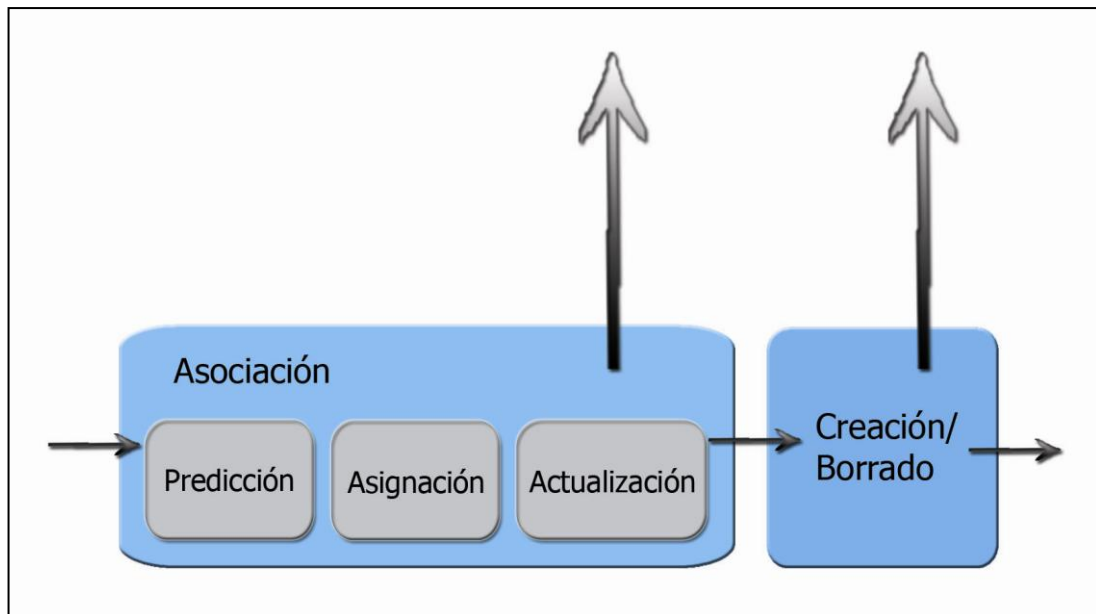 Asociación
Predicción
Asignación
Actualización
Creación/
Borrado